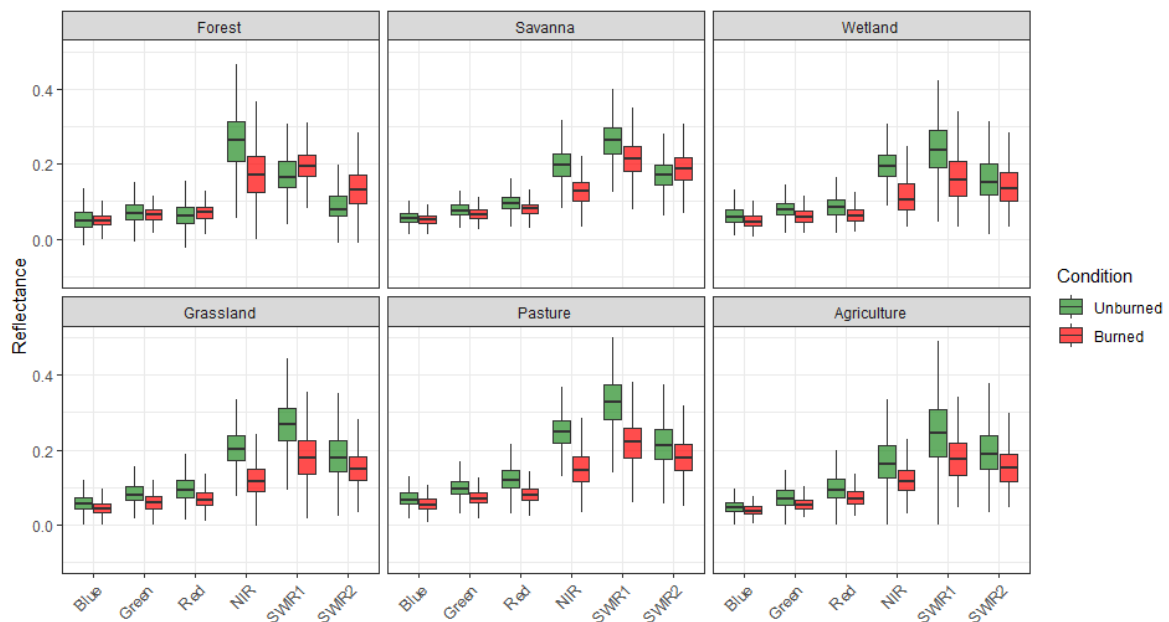 Forest
Savanna
Wetland
0.4
0.2
0.0
Reflectance
Grassland
Pasture
Agriculture
0.4
0.2
0.0
Blue Green Red NIR SWIR1 SWIR2
Blue Green Red NIR SWIR1 SWIR2
Blue Green Red NIR SWIR1 SWIR2
Condition
Unburned
Burned